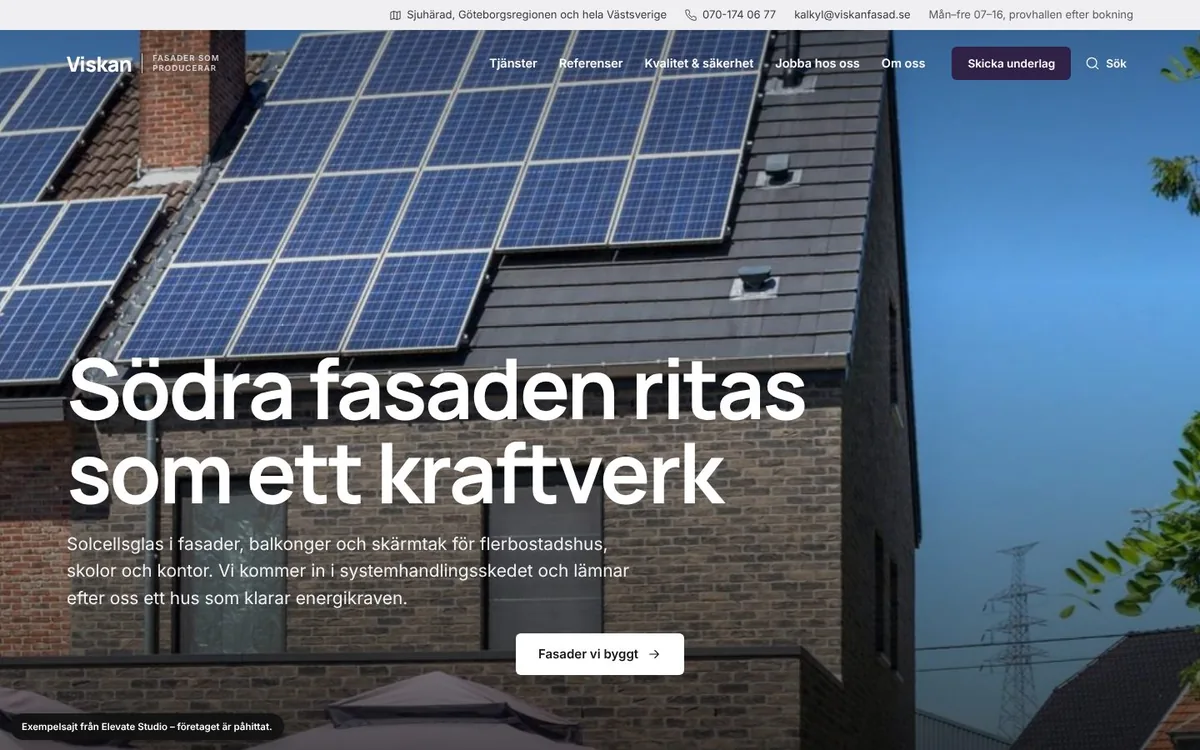 Sjuhärad, Göteborgsregionen och hela Västsverige
070-174 06 77
kalkyl@viskanfasad.se
Mån–fre 07–16, provhallen efter bokning
Viskan
FASADER SOM
PRODUCERAR
Tjänster
Referenser
Kvalitet & säkerhet
Jobba hos oss
Om oss
Skicka underlag
Sök
Södra fasaden ritas
som ett kraftverk
Solcellsglas i fasader, balkonger och skärmtak för flerbostadshus,
skolor och kontor. Vi kommer in i systemhandlingsskedet och lämnar
efter oss ett hus som klarar energikraven.
Fasader vi byggt
Exempelsajt från Elevate Studio – företaget är påhittat.